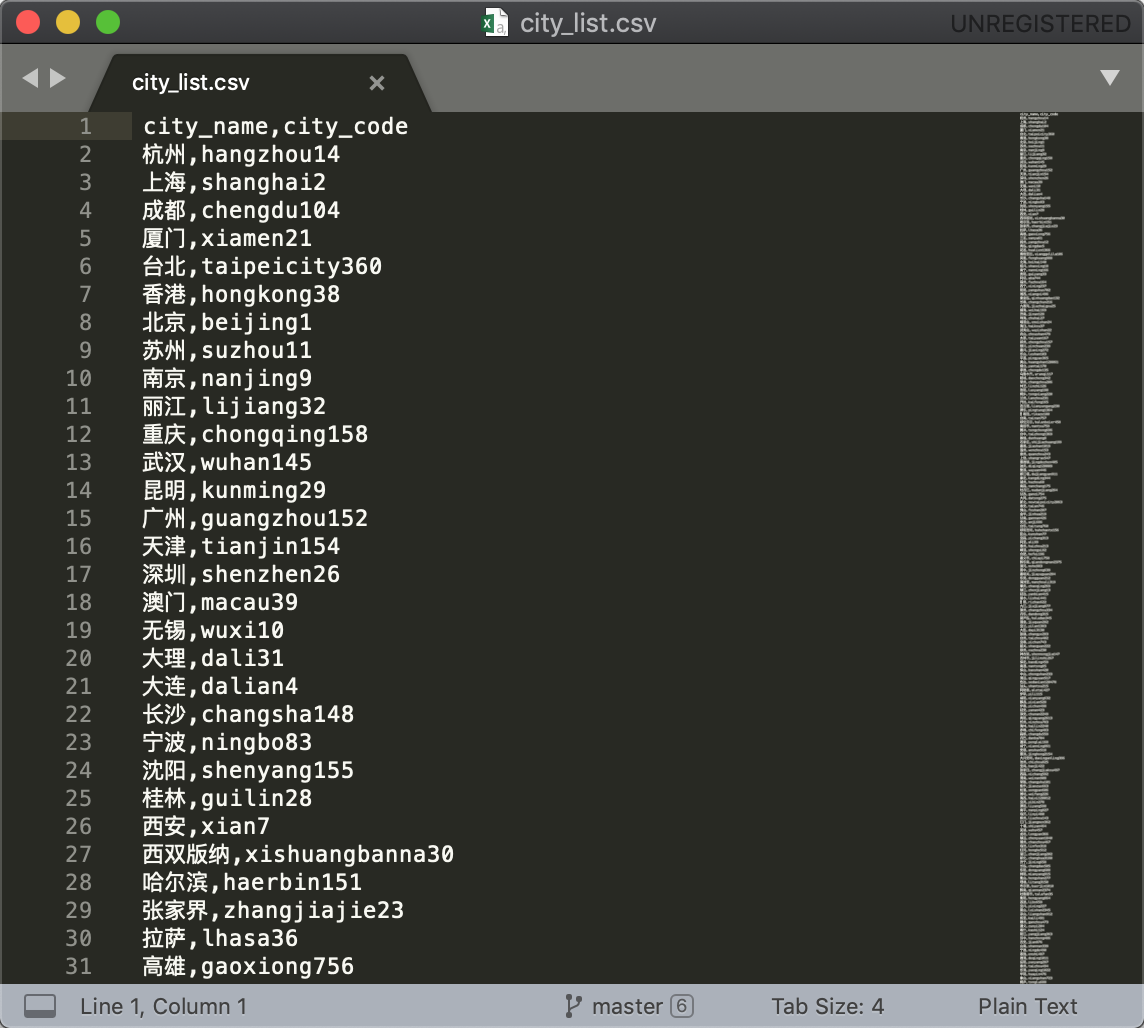 city_list.csv
UNREGISTERED
city_list.csv
1 city_name,city_code
2 杭州,hangzhou14
3 上海,shanghai2
4 成都,chengdu104
5 厦门,xiamen21
6 台北,taipeicity360
7 香港,hongkong38
8 北京,beijing1
9 苏州,suzhou11
10 南京,nanjing9
11 丽江,lijiang32
12 重庆,chongqing158
13 武汉,wuhan145
14 昆明,kunming29
15 广州,guangzhou152
16 天津,tianjin154
17 深圳,shenzhen26
18 澳门,macau39
19 无锡,wuxi10
20 大理,dali31
21 大连,dalian4
22 长沙,changsha148
23 宁波,ningbo83
24 沈阳,shenyang155
25 桂林,guilin28
26 西安,xian7
27 西双版纳,xishuangbanna30
28 哈尔滨,haerbin151
29 张家界,zhangjiajie23
30 拉萨,lhasa36
31 高雄,gaoxiong756
Line 1, Column 1 master 6 Tab Size: 4 Plain Text